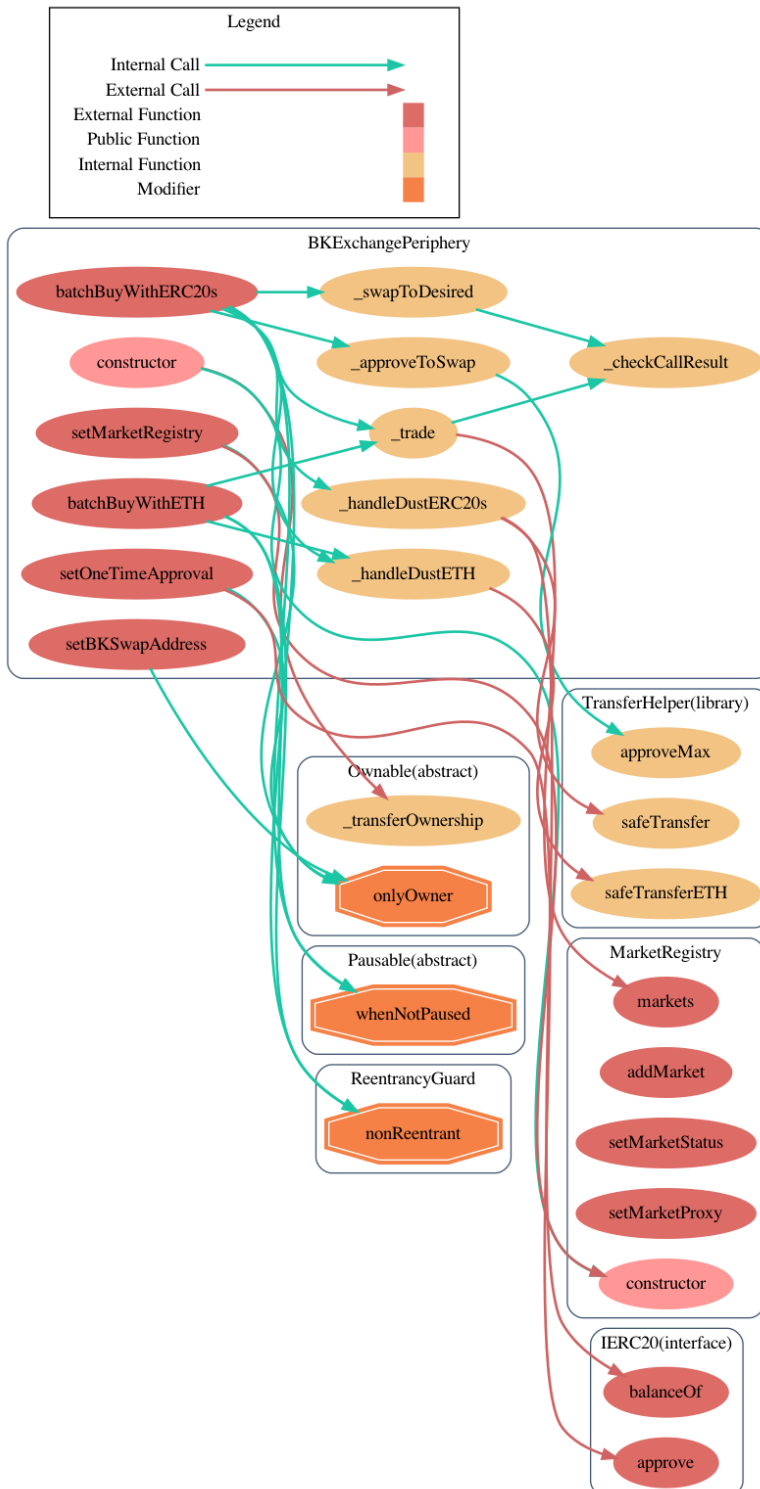 Legend
Internal Call
External Call
External Function
Public Function
Internal Function
Modifier
BKExchangePeriphery
batchBuyWithERC20s
_swapToDesired
constructor
_approveToSwap
_checkCallResult
setMarketRegistry
_trade
batchBuyWithETH
_handleDustERC20s
setOneTimeApproval
_handleDustETH
setBKSwapAddress
TransferHelper(library)
approveMax
safeTransfer
safeTransferETH
Ownable(abstract)
_transferOwnership
onlyOwner
Pausable(abstract)
whenNotPaused
ReentrancyGuard
nonReentrant
MarketRegistry
markets
addMarket
setMarketStatus
setMarketProxy
constructor
IERC20(interface)
balanceOf
approve